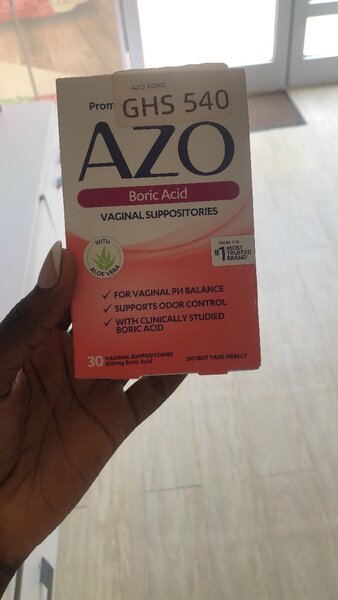 AZO BORIC
GHS 540
Prom
AZO
Boric Acid
VAGINAL SUPPOSITORIES
WITH
ALOE VERA
FROM THE
#1 MOST
TRUSTED
BRAND
✓ FOR VAGINAL PH BALANCE
✓ SUPPORTS ODOR CONTROL
✓ WITH CLINICALLY STUDIED
BORIC ACID
30 VAGINAL SUPPOSITORIES
600mg Boric Acid
DO NOT TAKE ORALLY